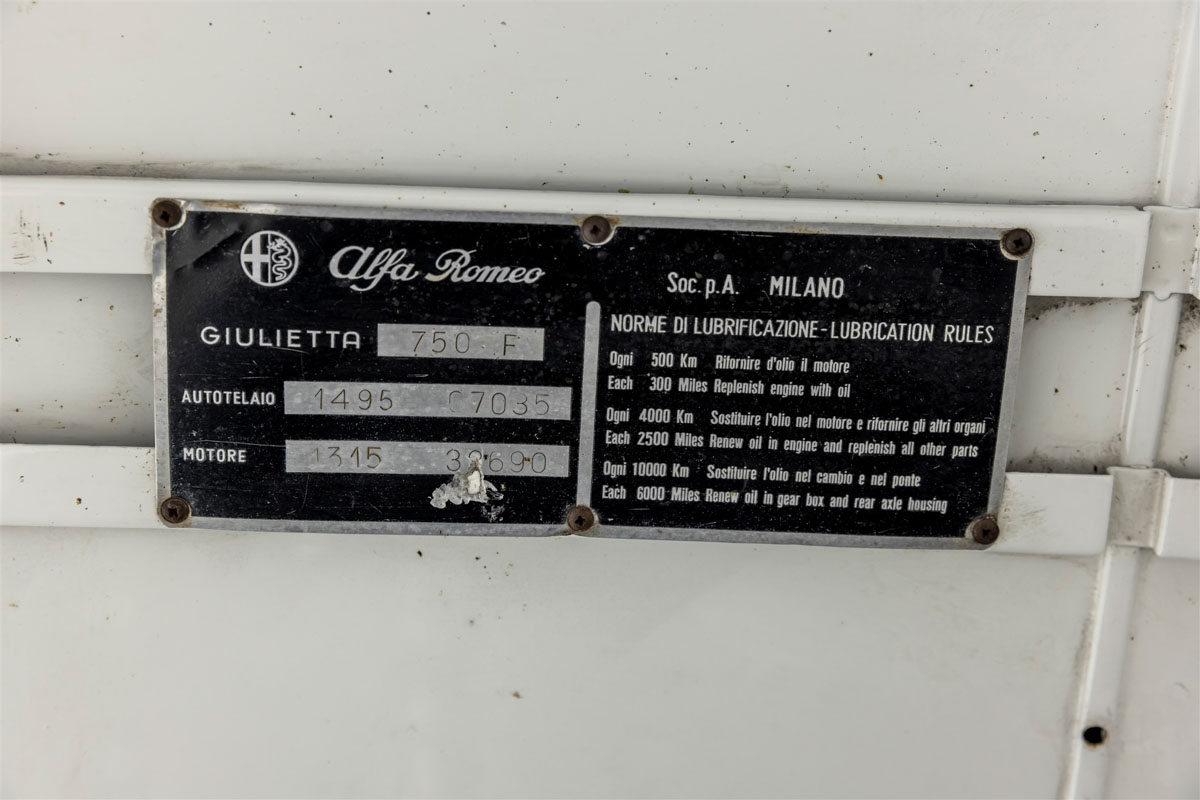 Alfa Romeo
GIULIETTA 750 F
AUTOTELAIO 1495 07035
MOTORE 1315
Soc. p. A. MILANO
NORME DI LUBRIFICAZIONE - LUBRICATION RULES
Ogni 500 Km Rifornire d'olio il motore
Each 300 Miles Replenish engine with oil
Ogni 4000 Km Sostituire l'olio nel motore e rifornire gli altri organi
Each 2500 Miles Renew oil in engine and replenish all other parts
Ogni 10000 Km Sostituire l'olio nel cambio e nel ponte
Each 6000 Miles Renew oil in gear box and rear axle housing